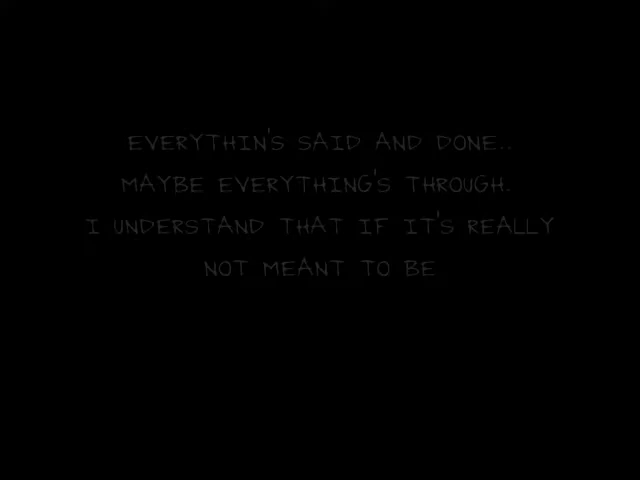 EVERYTHIN'S SAID AND DONE..
MAYBE EVERYTHING'S THROUGH.
I UNDERSTAND THAT IF IT'S REALLY
NOT MEANT TO BE